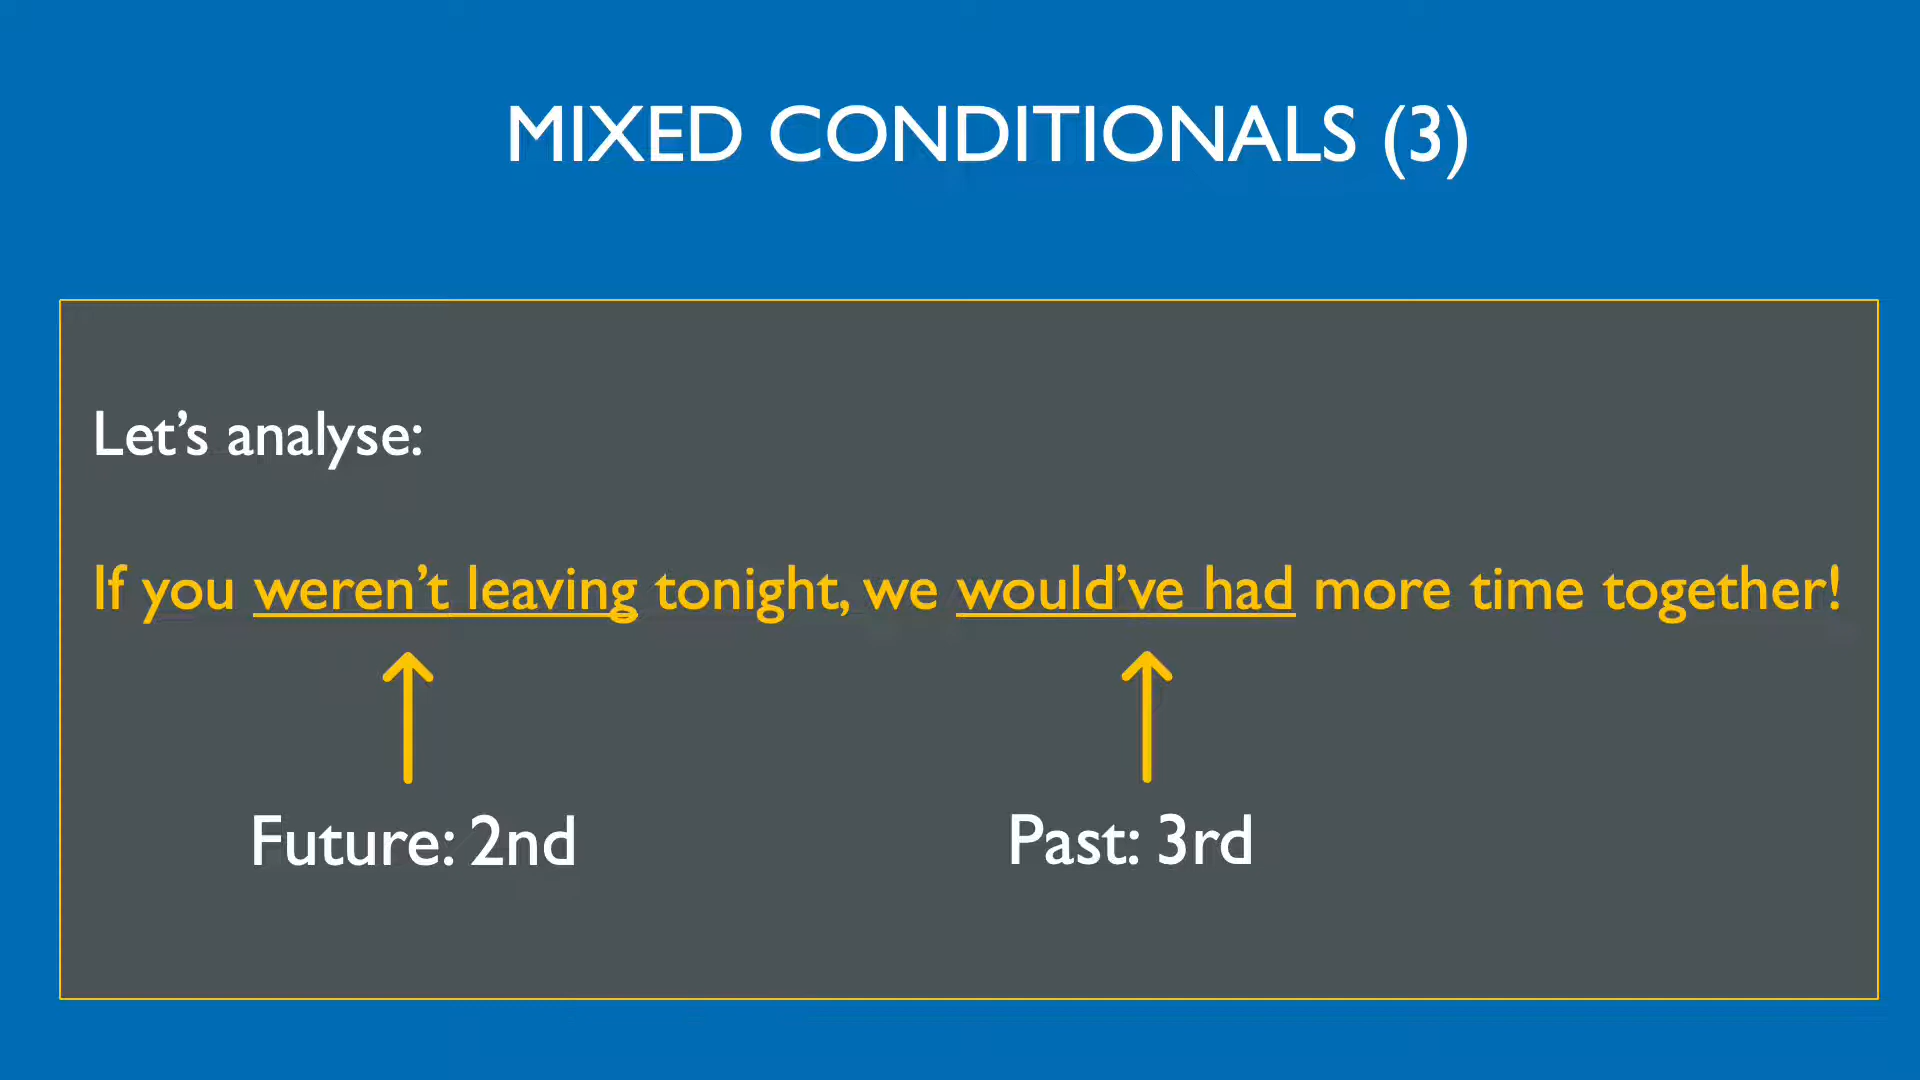 MIXED CONDITIONALS (3)
Let’s analyse:
If you weren’t leaving tonight, we would’ve had more time together!
Future: 2nd
Past: 3rd